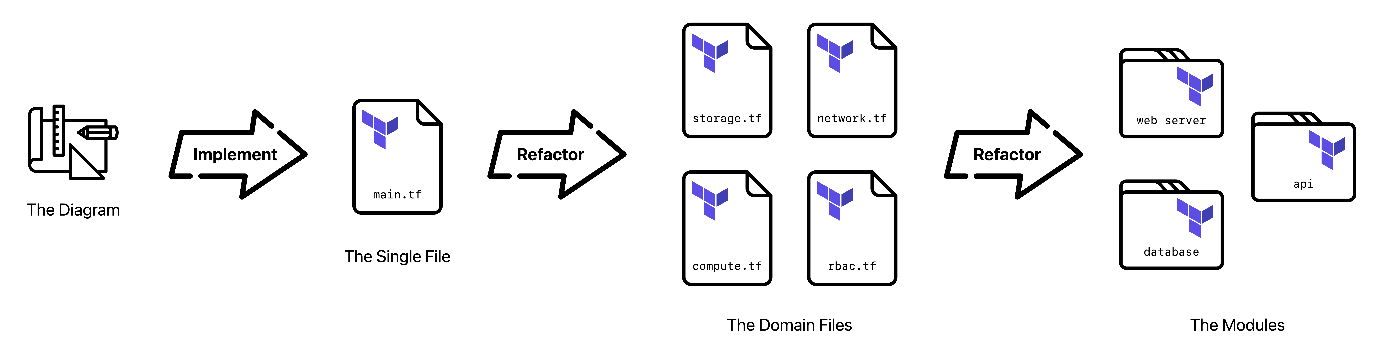 Implement
The Diagram
main.tf
The Single File
Refactor
storage.tf
network.tf
compute.tf
rbac.tf
The Domain Files
Refactor
web server
api
database
The Modules